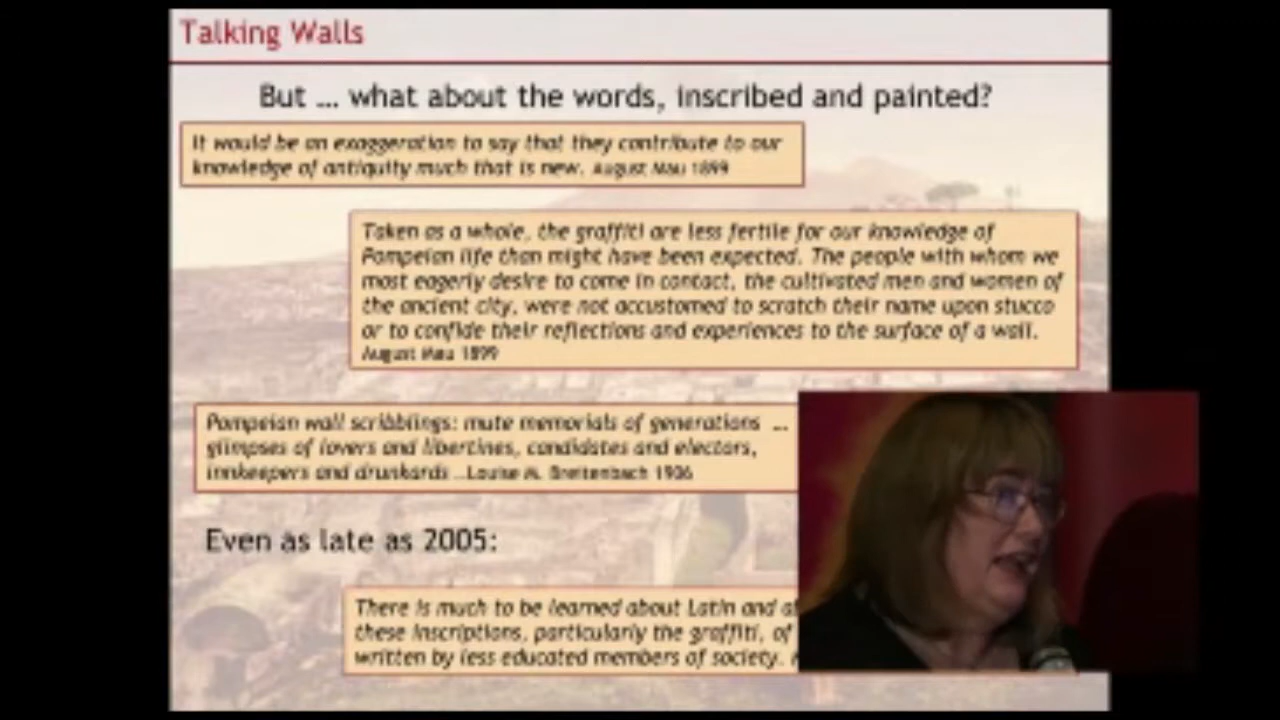 Talking Walls
But ... what about the words, inscribed and painted?
It would be an exaggeration to say that they contribute to our
knowledge of antiquity much that is new. August Mau 1899
Taken as a whole, the graffiti are less fertile for our knowledge of
Pompeian life than might have been expected. The people with whom we
most eagerly desire to come in contact, the cultivated men and women of
the ancient city, were not accustomed to scratch their name upon stucco
or to confide their reflections and experiences to the surface of a wall.
August Mau 1899
Pompeian wall scribblings: mute memorials of generations ...
glimpses of lovers and libertines, candidates and electors,
innkeepers and drunkards ..Louise M. Breitenbach 1906
Even as late as 2005:
There is much to be learned about Latin and
these inscriptions, particularly the graffiti, of
written by less educated members of society.